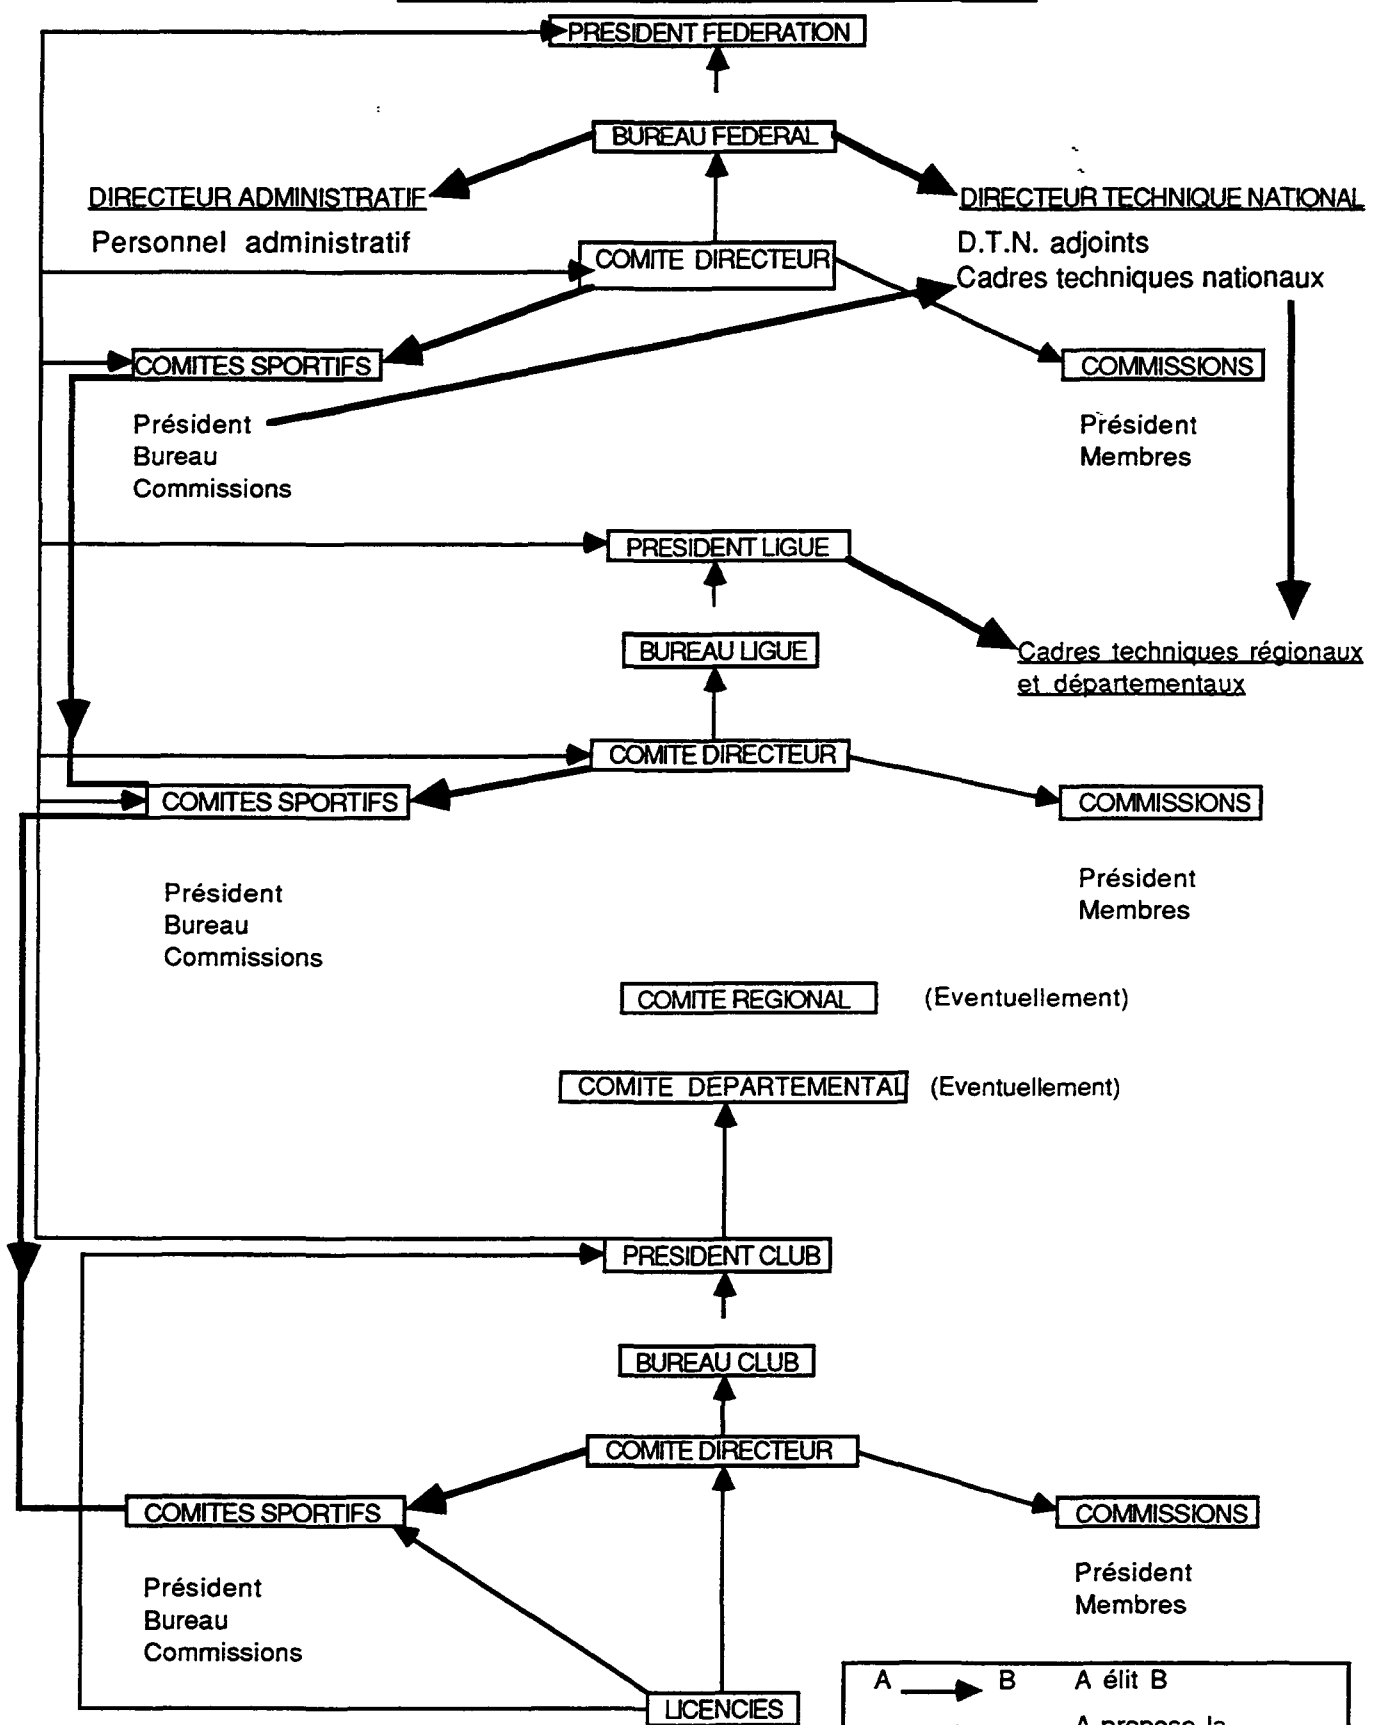 PRESIDENT FEDERATION
BUREAU FEDERAL
DIRECTEUR ADMINISTRATIF
DIRECTEUR TECHNIQUE NATIONAL
Personnel administratif
D.T.N. adjoints
COMITE DIRECTEUR
Cadres techniques nationaux
COMITES SPORTIFS
COMMISSIONS
Président
Bureau
Commissions
Président
Membres
PRESIDENT LIGUE
BUREAU LIGUE
Cadres techniques régionaux
et départementaux
COMITE DIRECTEUR
COMITES SPORTIFS
COMMISSIONS
Président
Bureau
Commissions
Président
Membres
COMITE REGIONAL (Eventuellement)
COMITE DEPARTEMENTAL (Eventuellement)
PRESIDENT CLUB
BUREAU CLUB
COMITE DIRECTEUR
COMITES SPORTIFS
COMMISSIONS
Président
Bureau
Commissions
Président
Membres
LICENCIES
A B A élit B
A propose la